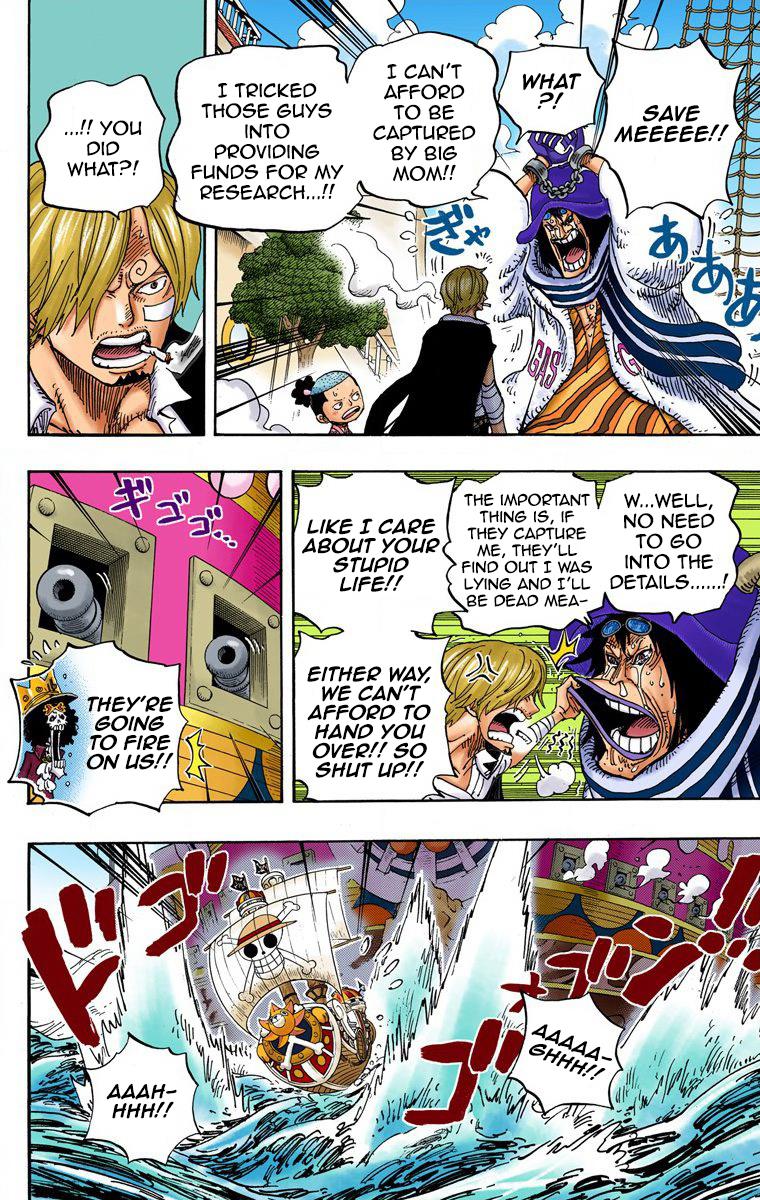 SAVE
MEEEEE!!
WHAT
?!
I CAN'T
AFFORD
TO BE
CAPTURED
BY BIG
MOM!!
I TRICKED
THOSE GUYS
INTO
PROVIDING
FUNDS FOR MY
RESEARCH...!!
ああああ
ぎゃ
GAS
G
...!! YOU
DID
WHAT?!
W...WELL,
NO NEED
TO GO
INTO THE
DETAILS......!
THE IMPORTANT
THING IS, IF
THEY CAPTURE
ME, THEY'LL
FIND OUT I WAS
LYING AND I'LL
BE DEAD MEA-
LIKE I CARE
ABOUT YOUR
STUPID
LIFE!!
EITHER WAY,
WE CAN'T
AFFORD TO
HAND YOU
OVER!! SO
SHUT UP!!
ギゴゴ...
THEY'RE
GOING
TO FIRE
ON US!!
ドゴゴ
ゴゴォン!!
AAAAA-
GHHH!!
AAAH-
HHH!!